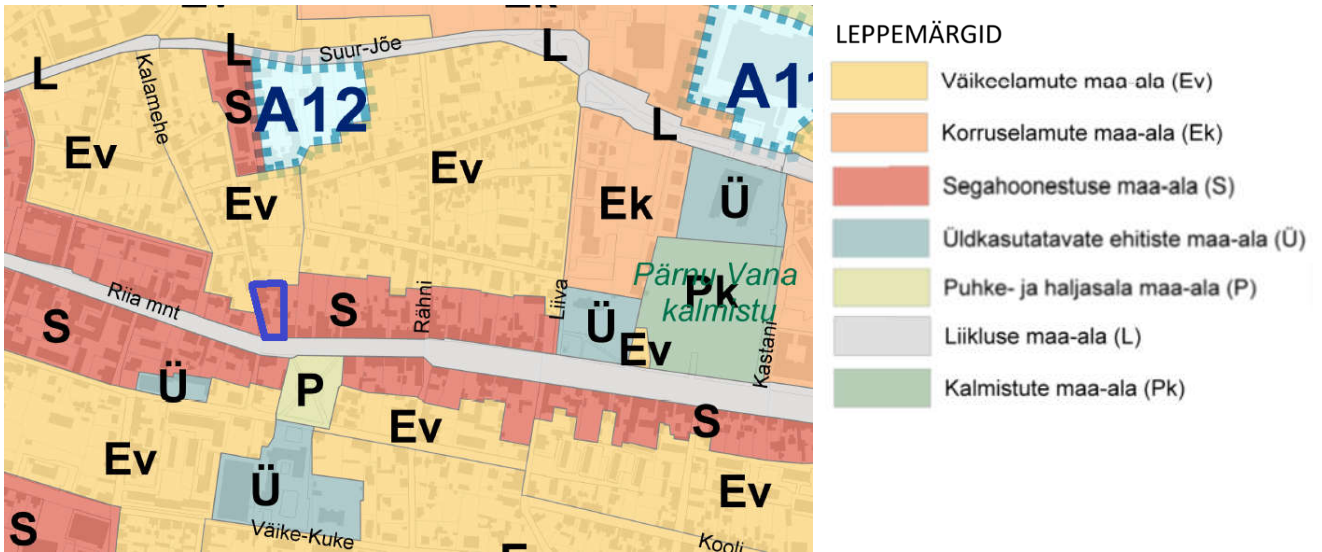 Ev
Ek
L
L
Suur-Jõe
L
Kalamehe
S
A12
A11
L
Ev
Ev
Ev
Ek
Ü
Pärnu Vana
Pk
kalmistu
Riia mnt
S
S
Rähni
Liiva
Ü
Ev
Kastani
Ü
P
Ev
S
Ev
Ü
Ev
S
Väike-Kuke
Kooli
LEPPEMÄRGID
Väikeelamute maa-ala (Ev)
Korruselamute maa-ala (Ek)
Segahoonestuse maa-ala (S)
Üldkasutatavate ehitiste maa-ala (Ü)
Puhke- ja haljasala maa-ala (P)
Liikluse maa-ala (L)
Kalmistute maa-ala (Pk)